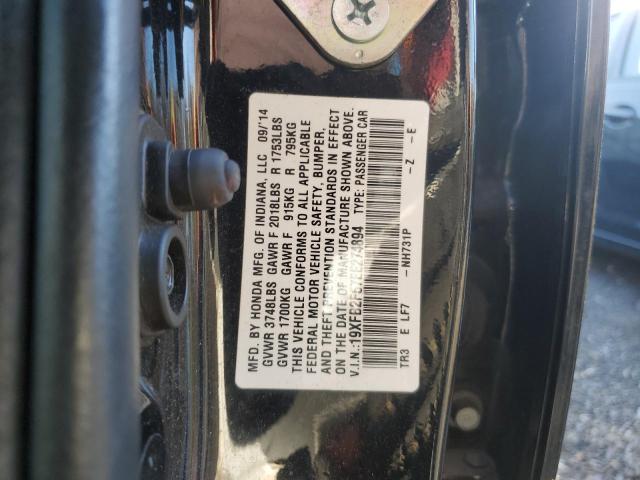 MFD. BY HONDA MFG. OF INDIANA, LLC 09/'14
GVWR 3748LBS GAWR F 2018LBS R 1753LBS
GVWR 1700KG GAWR F 915KG R 795KG
THIS VEHICLE CONFORMS TO ALL APPLICABLE
FEDERAL MOTOR VEHICLE SAFETY, BUMPER,
AND THEFT PREVENTION STANDARDS IN EFFECT
ON THE DATE OF MANUFACTURE SHOWN ABOVE.
V.I.N.: TYPE: PASSENGER CAR
TR3 E LF7 -NH731P -Z -E